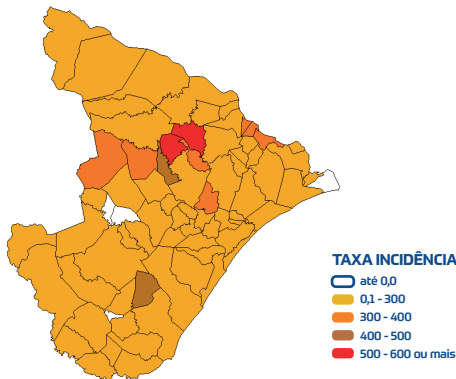 TAXA INCIDÊNCIA
até 0,0
0,1 - 300
300 - 400
400 - 500
500 - 600 ou mais